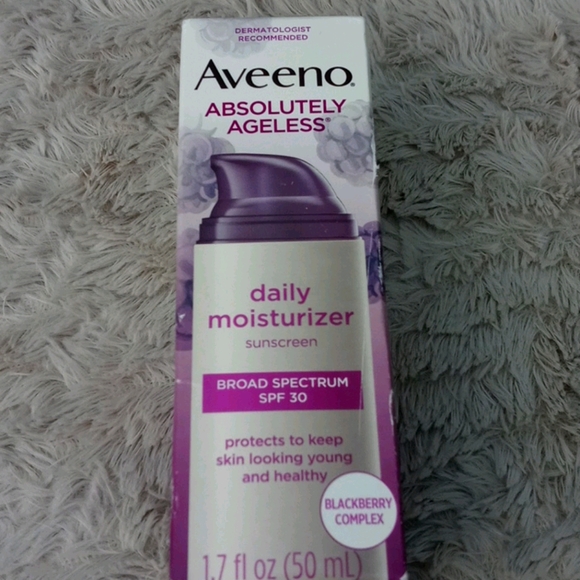 DERMATOLOGIST
RECOMMENDED
Aveeno®
ABSOLUTELY
AGELESS®
daily
moisturizer
sunscreen
BROAD SPECTRUM
SPF 30
protects to keep
skin looking young
and healthy
BLACKBERRY
COMPLEX
1.7 fl oz (50 mL)